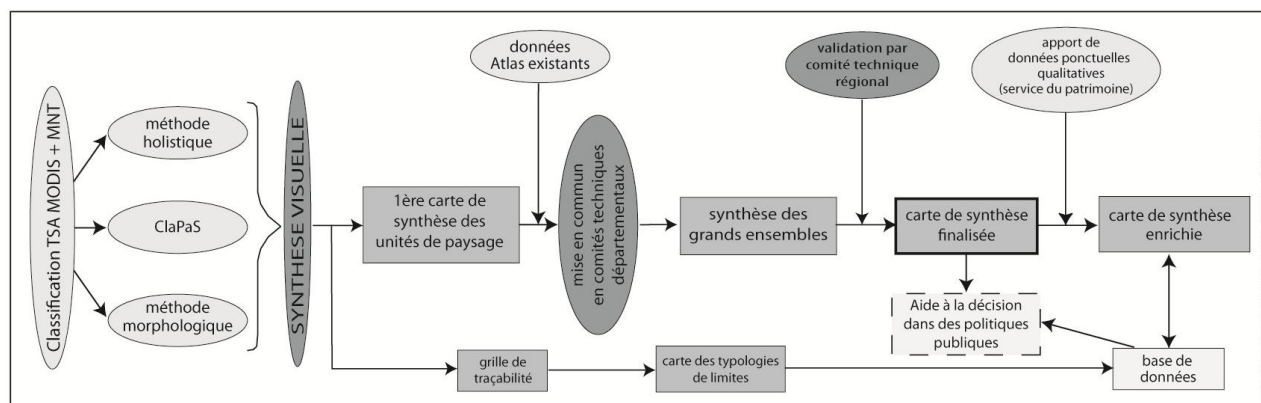 Classification TSA MODIS + MNT
méthode
holistique
ClaPaS
méthode
morphologique
SYNTHESE VISUELLE
1ère carte de
synthèse des
unités de paysage
données
Atlas existants
mise en commun
en comités techniques
départementaux
synthèse des
grands ensembles
validation par
comité technique
régional
carte de synthèse
finalisée
apport de
données ponctuelles
qualitatives
(service du patrimoine)
carte de synthèse
enrichie
Aide à la décision
dans des politiques
publiques
grille de
traçabilité
carte des typologies
de limites
base de
données